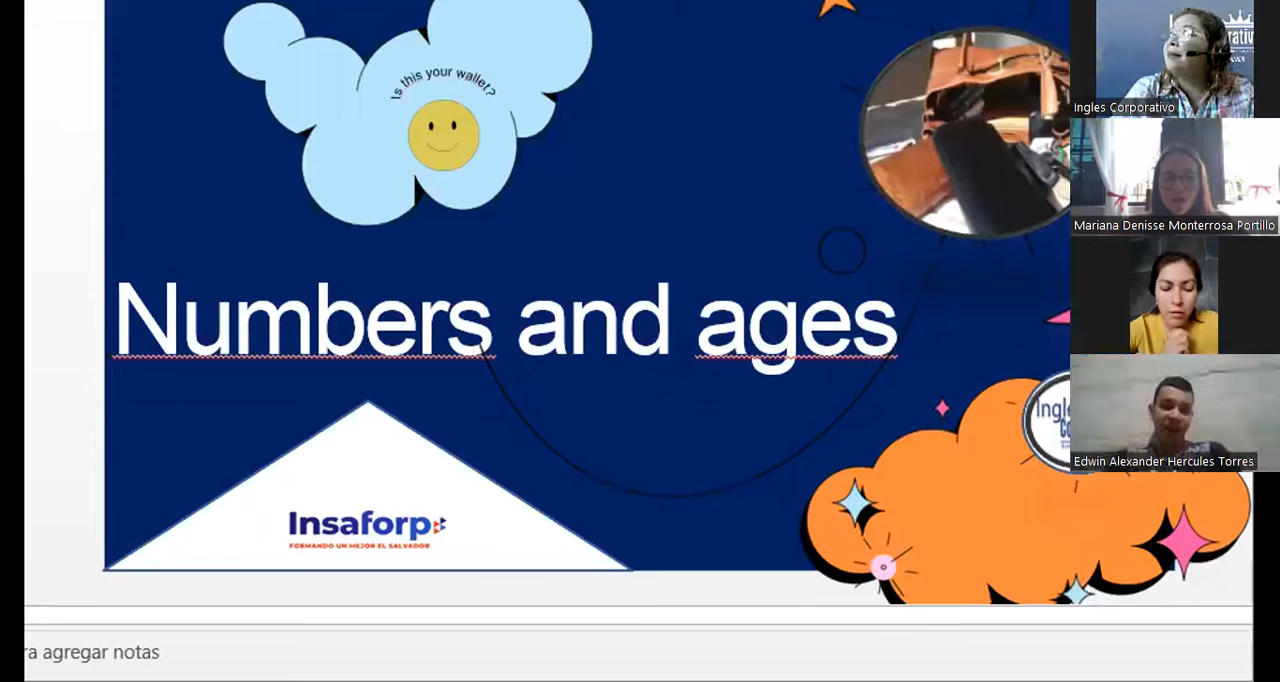 Is this your wallet?
Numbers and ages
Insaforp
FORMANDO UN MEJOR EL SALVADOR
ra agregar notas
Ingles Corporativo
Mariana Denisse Monterrosa Portillo
Edwin Alexander Hercules Torres